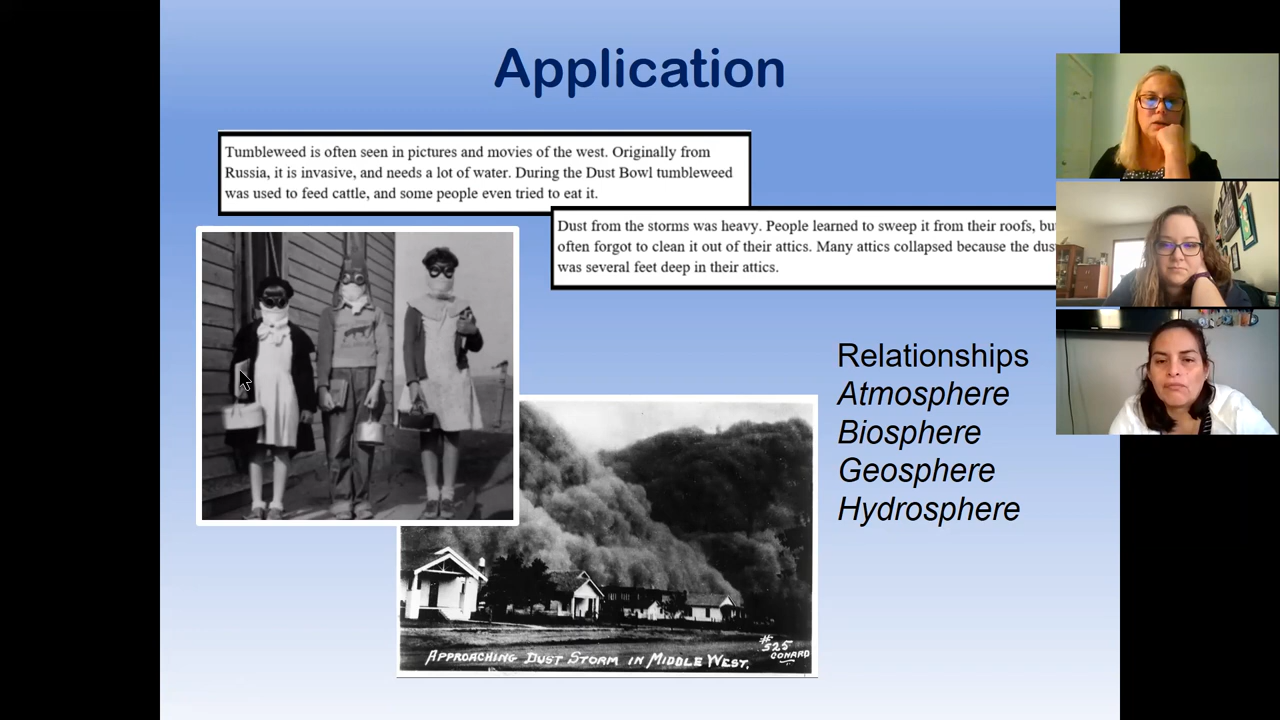 Application
Tumbleweed is often seen in pictures and movies of the west. Originally from
Russia, it is invasive, and needs a lot of water. During the Dust Bowl tumbleweed
was used to feed cattle, and some people even tried to eat it.
Dust from the storms was heavy. People learned to sweep it from their roofs, but
often forgot to clean it out of their attics. Many attics collapsed because the
was several feet deep in their attics.
Relationships
Atmosphere
Biosphere
Geosphere
Hydrosphere
APPROACHING DUST STORM IN MIDDLE WEST.
# 525
CONARD